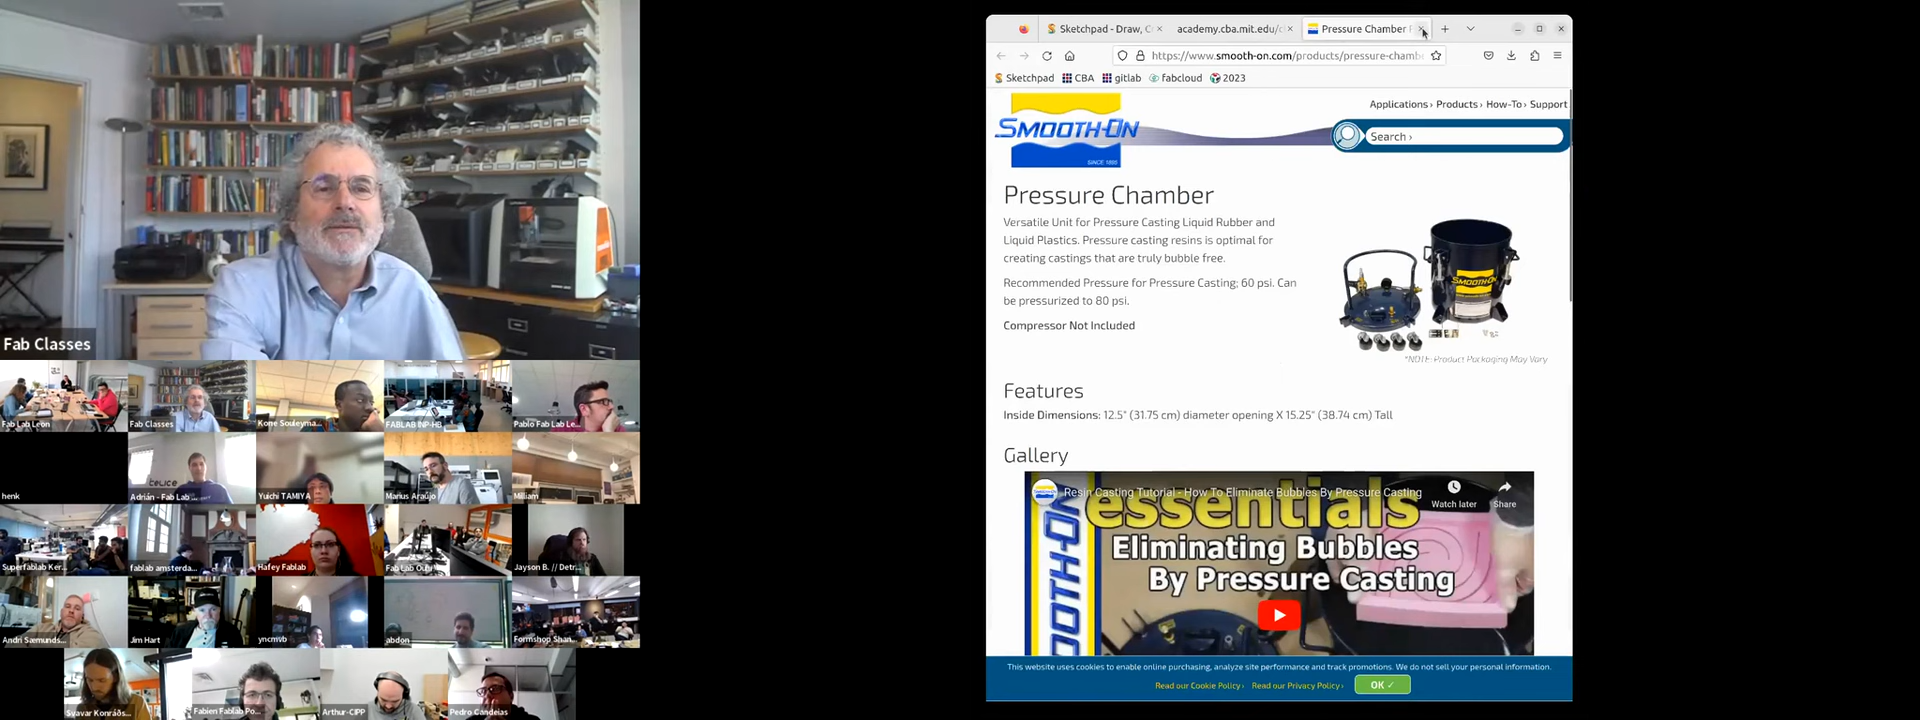 Fab Classes
Fab Lab León
Fab Classes
Kone Souleyma...
FABLAB INP-HB
Pablo Fab Lab Le...
henk
Adrián - Fab Lab ...
Yuichi TAMIYA
Marius Araújo
Miliam
Superfablab Ker...
fablab amsterda...
Hafey Fablab
Fab Lab Oulu
Jayson B. // Detr...
Andri Sæmunds...
Jim Hart
yncmvb
abdon
Formshop Shan...
Svavar Konráðs...
Fabien Fablab Po...
Arthur-CIPP
Pedro Candeias
Sketchpad - Draw, C
academy.cba.mit.edu/c
Pressure Chamber P
https://www.smooth-on.com/products/pressure-chambe
Sketchpad
CBA
gitlab
fabcloud
2023
SMOOTH-ON
SINCE 1895
Applications› Products› How-To› Support
Search ›
Pressure Chamber
Versatile Unit for Pressure Casting Liquid Rubber and
Liquid Plastics. Pressure casting resins is optimal for
creating castings that are truly bubble free.
Recommended Pressure for Pressure Casting; 60 psi. Can
be pressurized to 80 psi.
Compressor Not Included
SMOOTH-ON
*NOTE: Product Packaging May Vary
Features
Inside Dimensions: 12.5" (31.75 cm) diameter opening X 15.25" (38.74 cm) Tall
Gallery
Resin Casting Tutorial - How To Eliminate Bubbles By Pressure Casting
Watch later
Share
essentials
Eliminating Bubbles
By Pressure Casting
This website uses cookies to enable online purchasing, analyze site performance and track promotions. We do not sell your personal information.
Read our Cookie Policy› Read our Privacy Policy› OK ✓